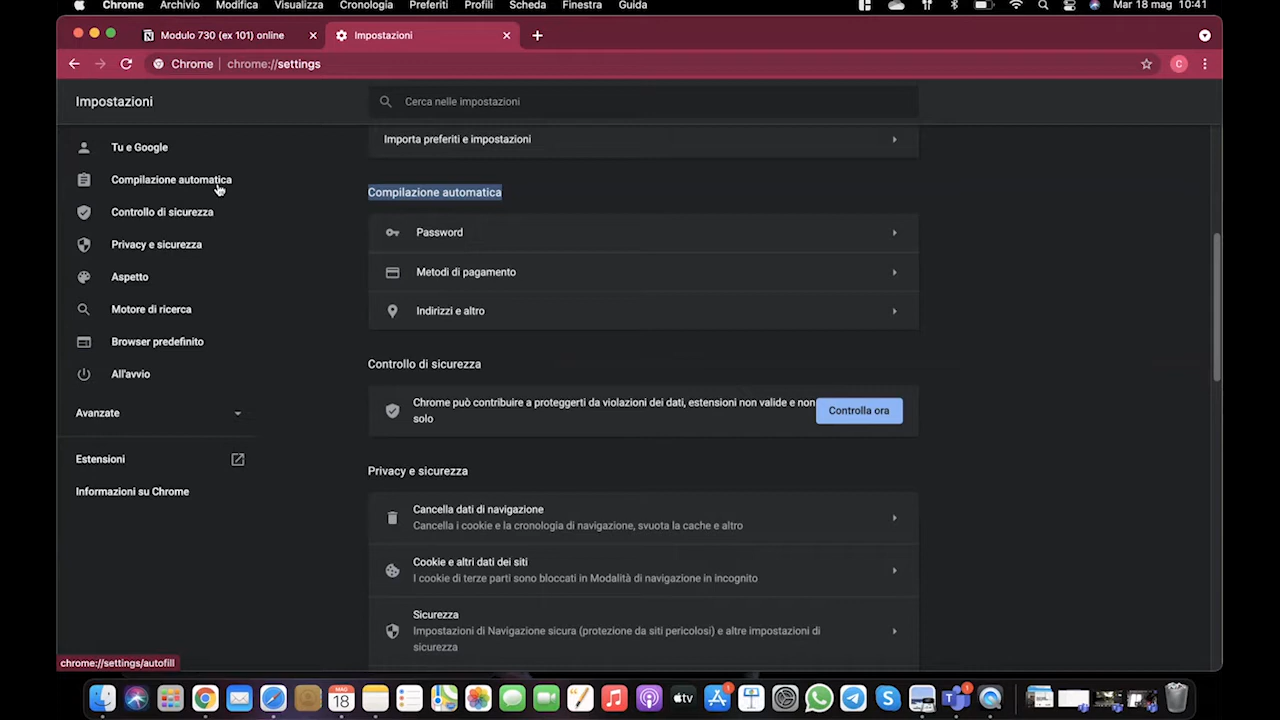 Chrome Archivio Modifica Visualizza Cronologia Preferiti Profili Scheda Finestra Guida Mar 18 mag 10:41
Modulo 730 (ex 101) online Impostazioni
Chrome chrome://settings C
Impostazioni
Cerca nelle impostazioni
Tu e Google
Compilazione automatica
Controllo di sicurezza
Privacy e sicurezza
Aspetto
Motore di ricerca
Browser predefinito
All'avvio
Avanzate
Estensioni
Informazioni su Chrome
Importa preferiti e impostazioni
Compilazione automatica
Password
Metodi di pagamento
Indirizzi e altro
Controllo di sicurezza
Chrome può contribuire a proteggerti da violazioni dei dati, estensioni non valide e non
solo
Controlla ora
Privacy e sicurezza
Cancella dati di navigazione
Cancella i cookie e la cronologia di navigazione, svuota la cache e altro
Cookie e altri dati dei siti
I cookie di terze parti sono bloccati in Modalità di navigazione in incognito
Sicurezza
Impostazioni di Navigazione sicura (protezione da siti pericolosi) e altre impostazioni di
sicurezza
chrome://settings/autofill
MAG
18
tv
1
1